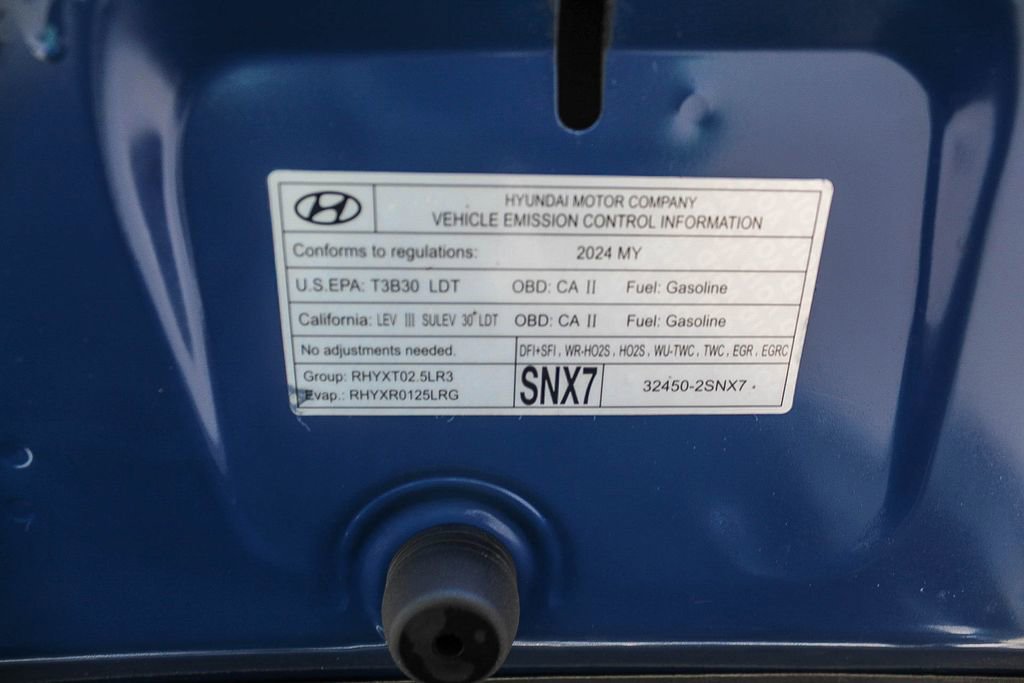 HYUNDAI MOTOR COMPANY
VEHICLE EMISSION CONTROL INFORMATION
Conforms to regulations: 2024 MY
U.S.EPA: T3B30 LDT OBD: CA II Fuel: Gasoline
California: LEV III SULEV 30+ LDT OBD: CA II Fuel: Gasoline
No adjustments needed. DFI+SFI, WR-HO2S, HO2S, WU-TWC, TWC, EGR, EGRC
Group: RHYXT02.5LR3
Evap.: RHYXR0125LRG
SNX7
32450-2SNX7